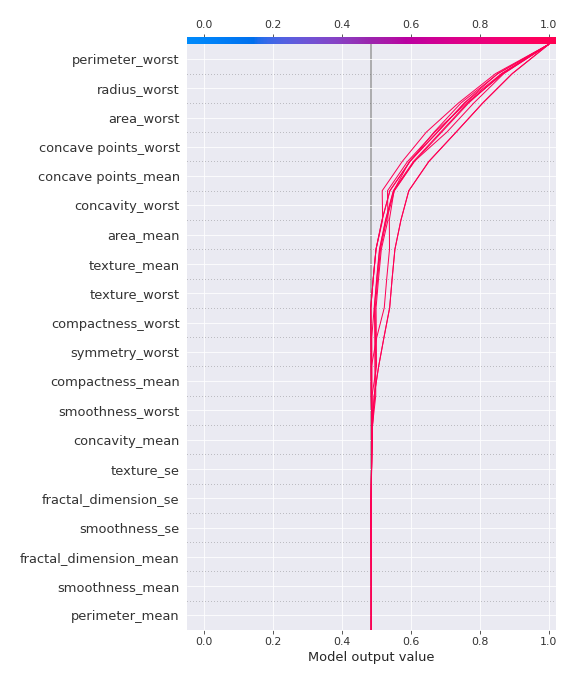 0.0 0.2 0.4 0.6 0.8 1.0
perimeter_worst
radius_worst
area_worst
concave points_worst
concave points_mean
concavity_worst
area_mean
texture_mean
texture_worst
compactness_worst
symmetry_worst
compactness_mean
smoothness_worst
concavity_mean
texture_se
fractal_dimension_se
smoothness_se
fractal_dimension_mean
smoothness_mean
perimeter_mean
0.0 0.2 0.4 0.6 0.8 1.0
Model output value